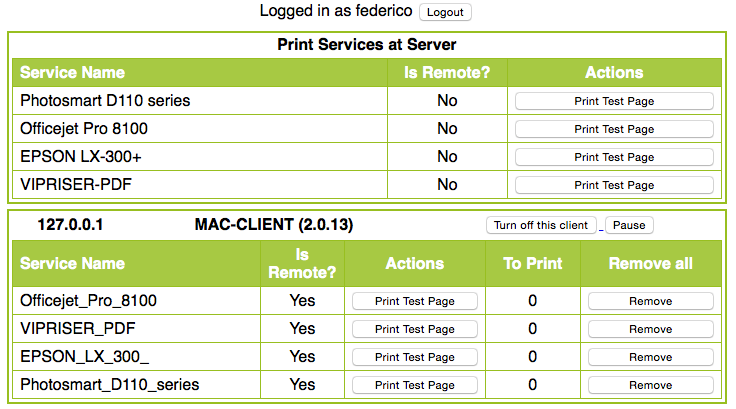 Logged in as federico Logout
Print Services at Server
Service Name Is Remote? Actions
Photosmart D110 series No Print Test Page
Officejet Pro 8100 No Print Test Page
EPSON LX-300+ No Print Test Page
VIPRISER-PDF No Print Test Page
127.0.0.1 MAC-CLIENT (2.0.13) Turn off this client Pause
Service Name Is Remote? Actions To Print Remove all
Officejet_Pro_8100 Yes Print Test Page 0 Remove
VIPRISER_PDF Yes Print Test Page 0 Remove
EPSON_LX_300_ Yes Print Test Page 0 Remove
Photosmart_D110_series Yes Print Test Page 0 Remove